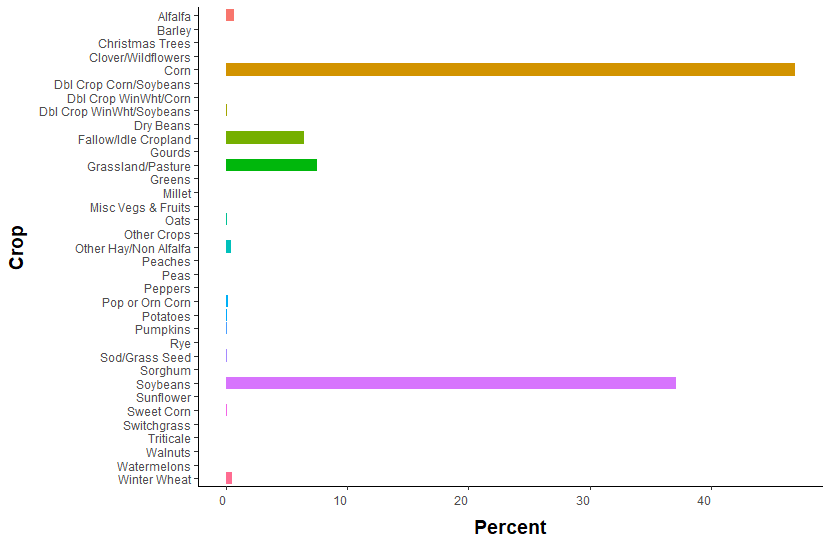 Alfalfa
Barley
Christmas Trees
Clover/Wildflowers
Corn
Dbl Crop Corn/Soybeans
Dbl Crop WinWht/Corn
Dbl Crop WinWht/Soybeans
Dry Beans
Fallow/Idle Cropland
Gourds
Grassland/Pasture
Greens
Millet
Misc Vegs & Fruits
Oats
Other Crops
Other Hay/Non Alfalfa
Peaches
Peas
Peppers
Pop or Orn Corn
Potatoes
Pumpkins
Rye
Sod/Grass Seed
Sorghum
Soybeans
Sunflower
Sweet Corn
Switchgrass
Triticale
Walnuts
Watermelons
Winter Wheat
Crop
0 10 20 30 40
Percent